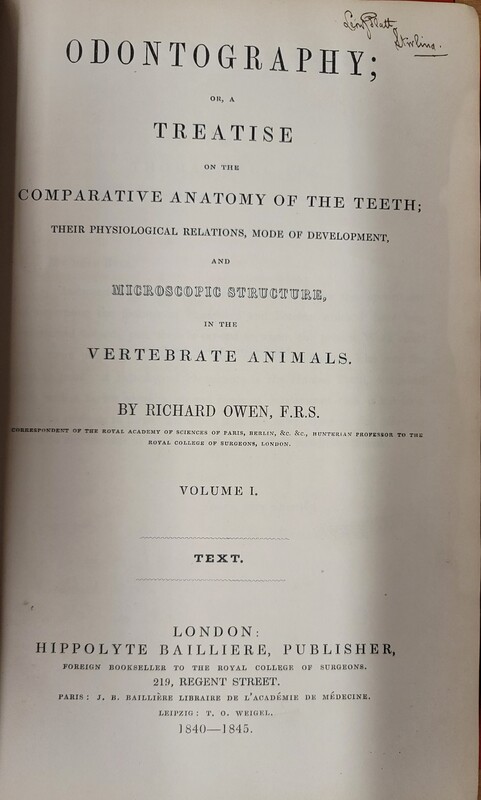 Stirling.
ODONTOGRAPHY;
OR, A
TREATISE
ON THE
COMPARATIVE ANATOMY OF THE TEETH;
THEIR PHYSIOLOGICAL RELATIONS, MODE OF DEVELOPMENT,
AND
MICROSCOPIC STRUCTURE,
IN THE
VERTEBRATE ANIMALS.
BY RICHARD OWEN, F.R.S.
CORRESPONDENT OF THE ROYAL ACADEMY OF SCIENCES OF PARIS, BERLIN, &c. &c., HUNTERIAN PROFESSOR TO THE
ROYAL COLLEGE OF SURGEONS, LONDON.
VOLUME I.
TEXT.
LONDON:
HIPPOLYTE BAILLIERE, PUBLISHER,
FOREIGN BOOKSELLER TO THE ROYAL COLLEGE OF SURGEONS.
219, REGENT STREET.
PARIS: J. B. BAILLIÈRE LIBRAIRE DE L'ACADÉMIE DE MÉDECINE.
LEIPZIG: T. O. WEIGEL.
1840—1845.